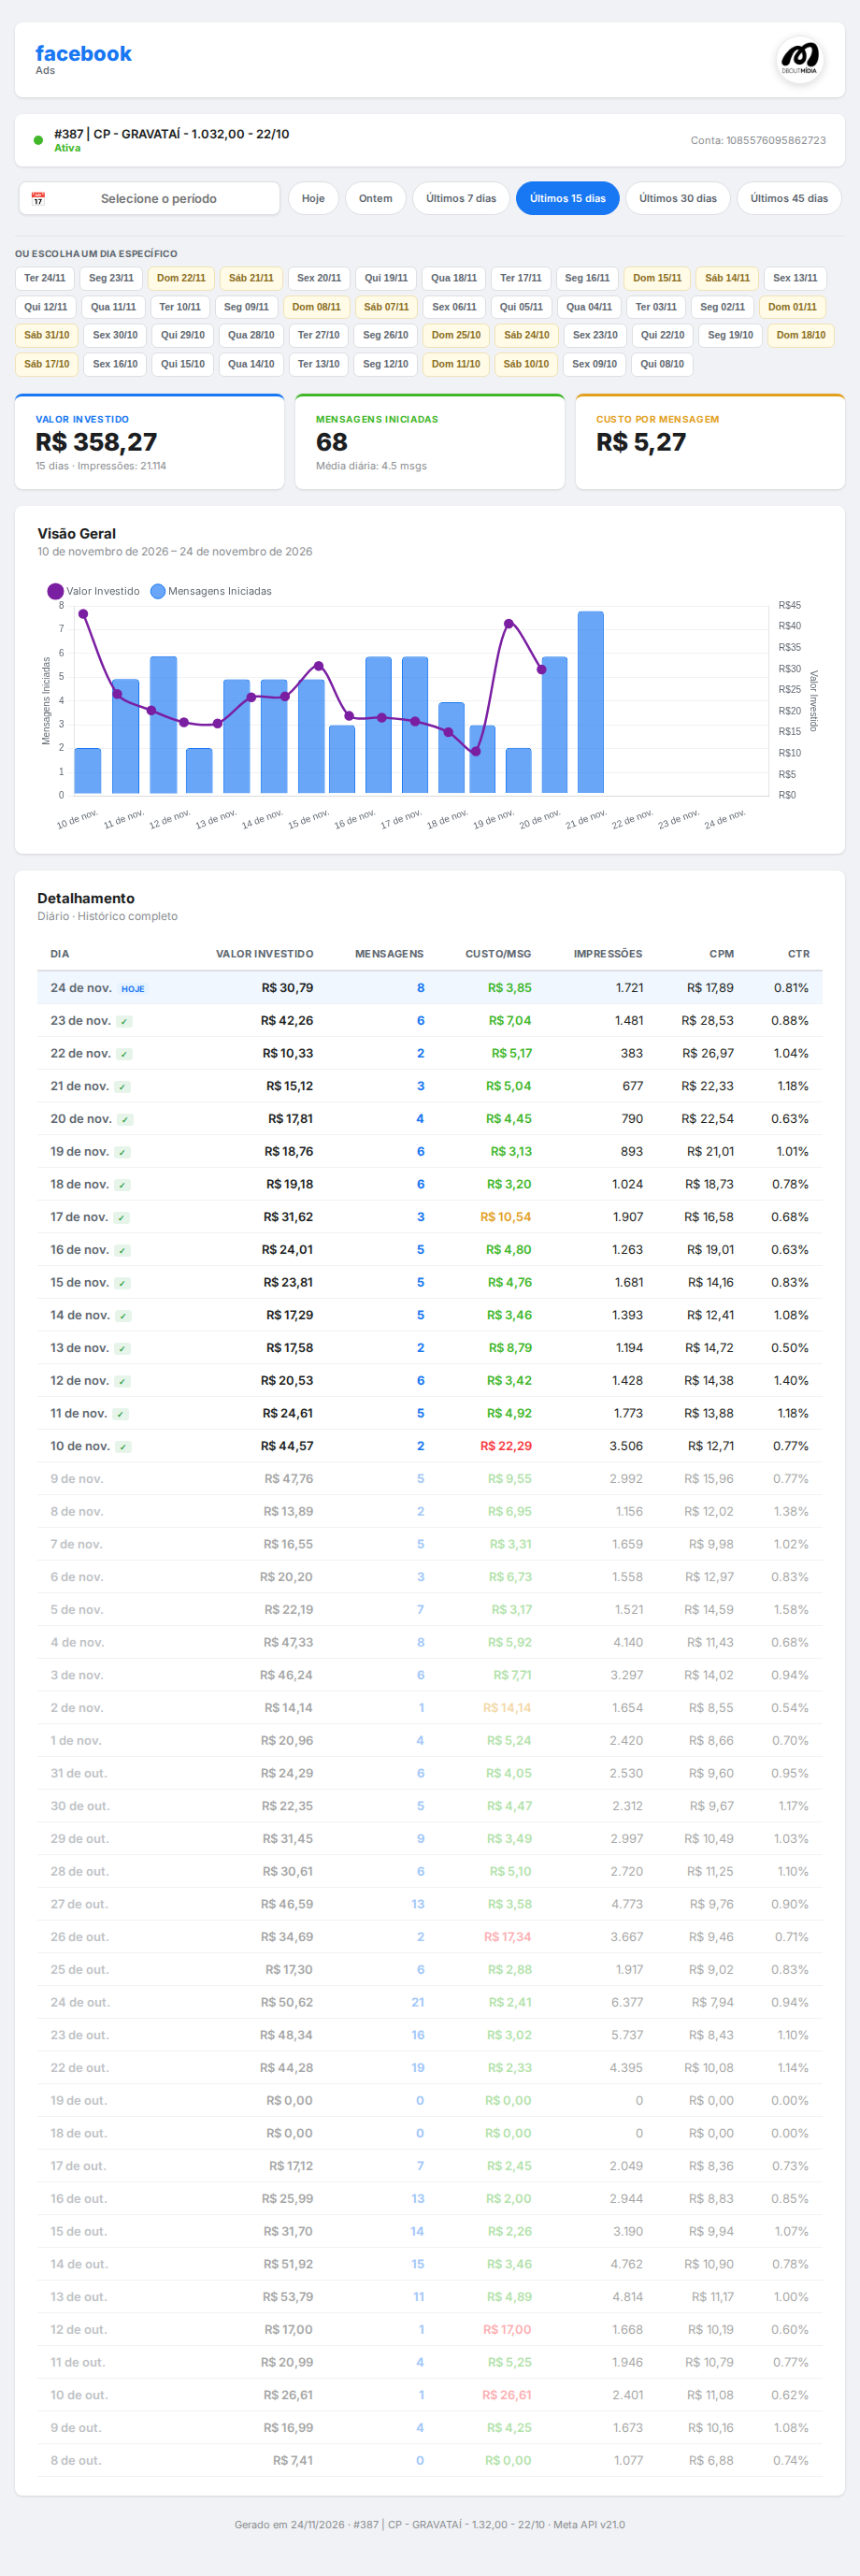 facebook
Ads
DBOUTMÍDIA
#387 | CP - GRAVATAÍ - 1.032,00 - 22/10
Ativa
Conta: 1085576095862723
Selecione o período Hoje Ontem Últimos 7 dias Últimos 15 dias Últimos 30 dias Últimos 45 dias
OU ESCOLHA UM DIA ESPECÍFICO
Ter 24/11 Seg 23/11 Dom 22/11 Sáb 21/11 Sex 20/11 Qui 19/11 Qua 18/11 Ter 17/11 Seg 16/11 Dom 15/11 Sáb 14/11 Sex 13/11
Qui 12/11 Qua 11/11 Ter 10/11 Seg 09/11 Dom 08/11 Sáb 07/11 Sex 06/11 Qui 05/11 Qua 04/11 Ter 03/11 Seg 02/11 Dom 01/11
Sáb 31/10 Sex 30/10 Qui 29/10 Qua 28/10 Ter 27/10 Seg 26/10 Dom 25/10 Sáb 24/10 Sex 23/10 Qui 22/10 Seg 19/10 Dom 18/10
Sáb 17/10 Sex 16/10 Qui 15/10 Qua 14/10 Ter 13/10 Seg 12/10 Dom 11/10 Sáb 10/10 Sex 09/10 Qui 08/10
VALOR INVESTIDO
R$ 358,27
15 dias · Impressões: 21.114
MENSAGENS INICIADAS
68
Média diária: 4.5 msgs
CUSTO POR MENSAGEM
R$ 5,27
Visão Geral
10 de novembro de 2026 – 24 de novembro de 2026
Valor Investido Mensagens Iniciadas
8 R$45
7 R$40
6 R$35
5 R$30
4 R$25
3 R$20
2 R$15
1 R$10
0 R$5
R$0
Mensagens Iniciadas
Valor Investido
10 de nov. 11 de nov. 12 de nov. 13 de nov. 14 de nov. 15 de nov. 16 de nov. 17 de nov. 18 de nov. 19 de nov. 20 de nov. 21 de nov. 22 de nov. 23 de nov. 24 de nov.
Detalhamento
Diário · Histórico completo
DIA VALOR INVESTIDO MENSAGENS CUSTO/MSG IMPRESSÕES CPM CTR
24 de nov. HOJE R$ 30,79 8 R$ 3,85 1.721 R$ 17,89 0.81%
23 de nov. ✓ R$ 42,26 6 R$ 7,04 1.481 R$ 28,53 0.88%
22 de nov. ✓ R$ 10,33 2 R$ 5,17 383 R$ 26,97 1.04%
21 de nov. ✓ R$ 15,12 3 R$ 5,04 677 R$ 22,33 1.18%
20 de nov. ✓ R$ 17,81 4 R$ 4,45 790 R$ 22,54 0.63%
19 de nov. ✓ R$ 18,76 6 R$ 3,13 893 R$ 21,01 1.01%
18 de nov. ✓ R$ 19,18 6 R$ 3,20 1.024 R$ 18,73 0.78%
17 de nov. ✓ R$ 31,62 3 R$ 10,54 1.907 R$ 16,58 0.68%
16 de nov. ✓ R$ 24,01 5 R$ 4,80 1.263 R$ 19,01 0.63%
15 de nov. ✓ R$ 23,81 5 R$ 4,76 1.681 R$ 14,16 0.83%
14 de nov. ✓ R$ 17,29 5 R$ 3,46 1.393 R$ 12,41 1.08%
13 de nov. ✓ R$ 17,58 2 R$ 8,79 1.194 R$ 14,72 0.50%
12 de nov. ✓ R$ 20,53 6 R$ 3,42 1.428 R$ 14,38 1.40%
11 de nov. ✓ R$ 24,61 5 R$ 4,92 1.773 R$ 13,88 1.18%
10 de nov. ✓ R$ 44,57 2 R$ 22,29 3.506 R$ 12,71 0.77%
9 de nov. R$ 47,76 5 R$ 9,55 2.992 R$ 15,96 0.77%
8 de nov. R$ 13,89 2 R$ 6,95 1.156 R$ 12,02 1.38%
7 de nov. R$ 16,55 5 R$ 3,31 1.659 R$ 9,98 1.02%
6 de nov. R$ 20,20 3 R$ 6,73 1.558 R$ 12,97 0.83%
5 de nov. R$ 22,19 7 R$ 3,17 1.521 R$ 14,59 1.58%
4 de nov. R$ 47,33 8 R$ 5,92 4.140 R$ 11,43 0.68%
3 de nov. R$ 46,24 6 R$ 7,71 3.297 R$ 14,02 0.94%
2 de nov. R$ 14,14 1 R$ 14,14 1.654 R$ 8,55 0.54%
1 de nov. R$ 20,96 4 R$ 5,24 2.420 R$ 8,66 0.70%
31 de out. R$ 24,29 6 R$ 4,05 2.530 R$ 9,60 0.95%
30 de out. R$ 22,35 5 R$ 4,47 2.312 R$ 9,67 1.17%
29 de out. R$ 31,45 9 R$ 3,49 2.997 R$ 10,49 1.03%
28 de out. R$ 30,61 6 R$ 5,10 2.720 R$ 11,25 1.10%
27 de out. R$ 46,59 13 R$ 3,58 4.773 R$ 9,76 0.90%
26 de out. R$ 34,69 2 R$ 17,34 3.667 R$ 9,46 0.71%
25 de out. R$ 17,30 6 R$ 2,88 1.917 R$ 9,02 0.83%
24 de out. R$ 50,62 21 R$ 2,41 6.377 R$ 7,94 0.94%
23 de out. R$ 48,34 16 R$ 3,02 5.737 R$ 8,43 1.10%
22 de out. R$ 44,28 19 R$ 2,33 4.395 R$ 10,08 1.14%
19 de out. R$ 0,00 0 R$ 0,00 0 R$ 0,00 0.00%
18 de out. R$ 0,00 0 R$ 0,00 0 R$ 0,00 0.00%
17 de out. R$ 17,12 7 R$ 2,45 2.049 R$ 8,36 0.73%
16 de out. R$ 25,99 13 R$ 2,00 2.944 R$ 8,83 0.85%
15 de out. R$ 31,70 14 R$ 2,26 3.190 R$ 9,94 1.07%
14 de out. R$ 51,92 15 R$ 3,46 4.762 R$ 10,90 0.78%
13 de out. R$ 53,79 11 R$ 4,89 4.814 R$ 11,17 1.00%
12 de out. R$ 17,00 1 R$ 17,00 1.668 R$ 10,19 0.60%
11 de out. R$ 20,99 4 R$ 5,25 1.946 R$ 10,79 0.77%
10 de out. R$ 26,61 1 R$ 26,61 2.401 R$ 11,08 0.62%
9 de out. R$ 16,99 4 R$ 4,25 1.673 R$ 10,16 1.08%
8 de out. R$ 7,41 0 R$ 0,00 1.077 R$ 6,88 0.74%
Gerado em 24/11/2026 · #387 | CP - GRAVATAÍ - 1.32,00 - 22/10 · Meta API v21.0